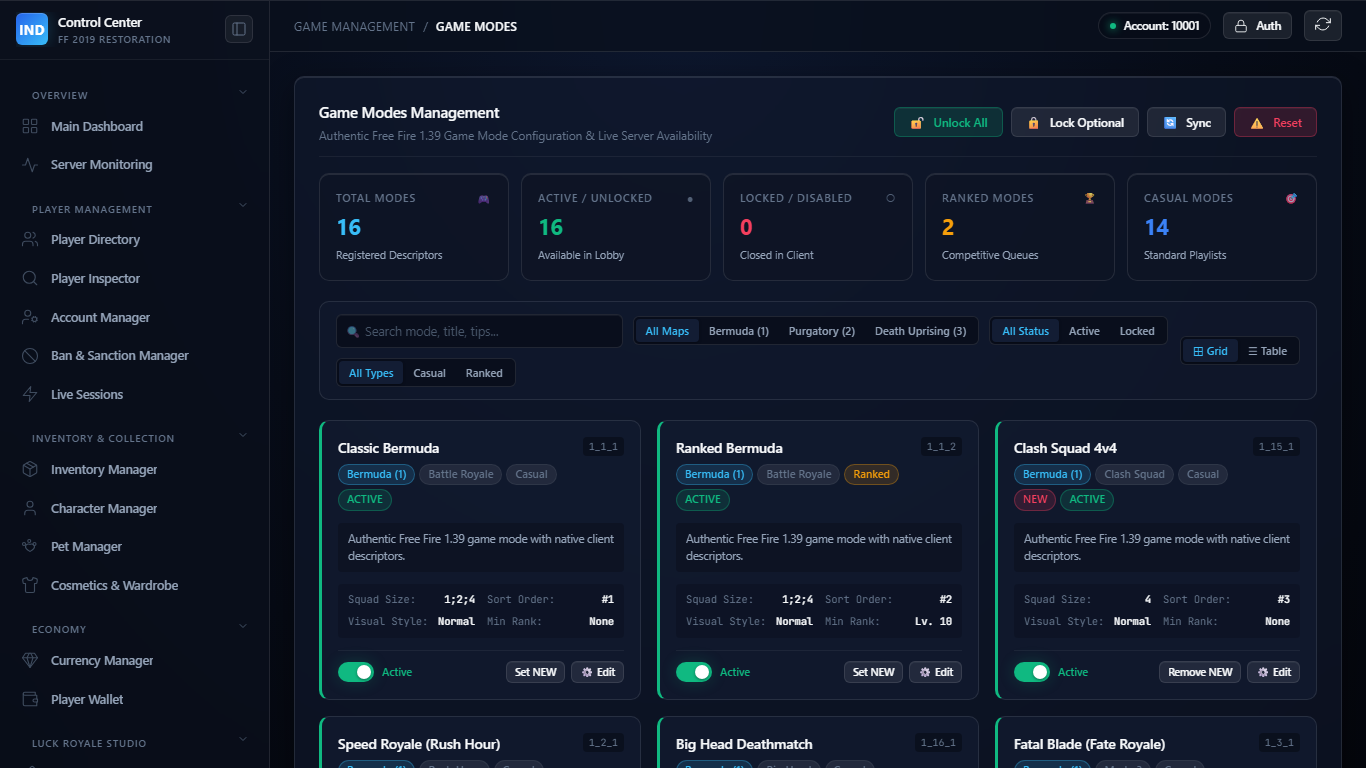 IND
Control Center
FF 2019 RESTORATION
GAME MANAGEMENT / GAME MODES
Account: 10001
Auth
OVERVIEW
Main Dashboard
Server Monitoring
PLAYER MANAGEMENT
Player Directory
Player Inspector
Account Manager
Ban & Sanction Manager
Live Sessions
INVENTORY & COLLECTION
Inventory Manager
Character Manager
Pet Manager
Cosmetics & Wardrobe
ECONOMY
Currency Manager
Player Wallet
LUCK ROYALE STUDIO
Game Modes Management
Authentic Free Fire 1.39 Game Mode Configuration & Live Server Availability
Unlock All
Lock Optional
Sync
Reset
TOTAL MODES
16
Registered Descriptors
ACTIVE / UNLOCKED
16
Available in Lobby
LOCKED / DISABLED
0
Closed in Client
RANKED MODES
2
Competitive Queues
CASUAL MODES
14
Standard Playlists
Search mode, title, tips...
All Maps Bermuda (1) Purgatory (2) Death Uprising (3)
All Status Active Locked
Grid Table
All Types Casual Ranked
Classic Bermuda 1_1_1
Bermuda (1) Battle Royale Casual
ACTIVE
Authentic Free Fire 1.39 game mode with native client
descriptors.
Squad Size: 1;2;4 Sort Order: #1
Visual Style: Normal Min Rank: None
Active Set NEW Edit
Ranked Bermuda 1_1_2
Bermuda (1) Battle Royale Ranked
ACTIVE
Authentic Free Fire 1.39 game mode with native client
descriptors.
Squad Size: 1;2;4 Sort Order: #2
Visual Style: Normal Min Rank: Lv. 10
Active Set NEW Edit
Clash Squad 4v4 1_15_1
Bermuda (1) Clash Squad Casual
NEW ACTIVE
Authentic Free Fire 1.39 game mode with native client
descriptors.
Squad Size: 4 Sort Order: #3
Visual Style: Normal Min Rank: None
Active Remove NEW Edit
Speed Royale (Rush Hour) 1_2_1
Big Head Deathmatch 1_16_1
Fatal Blade (Fate Royale) 1_3_1